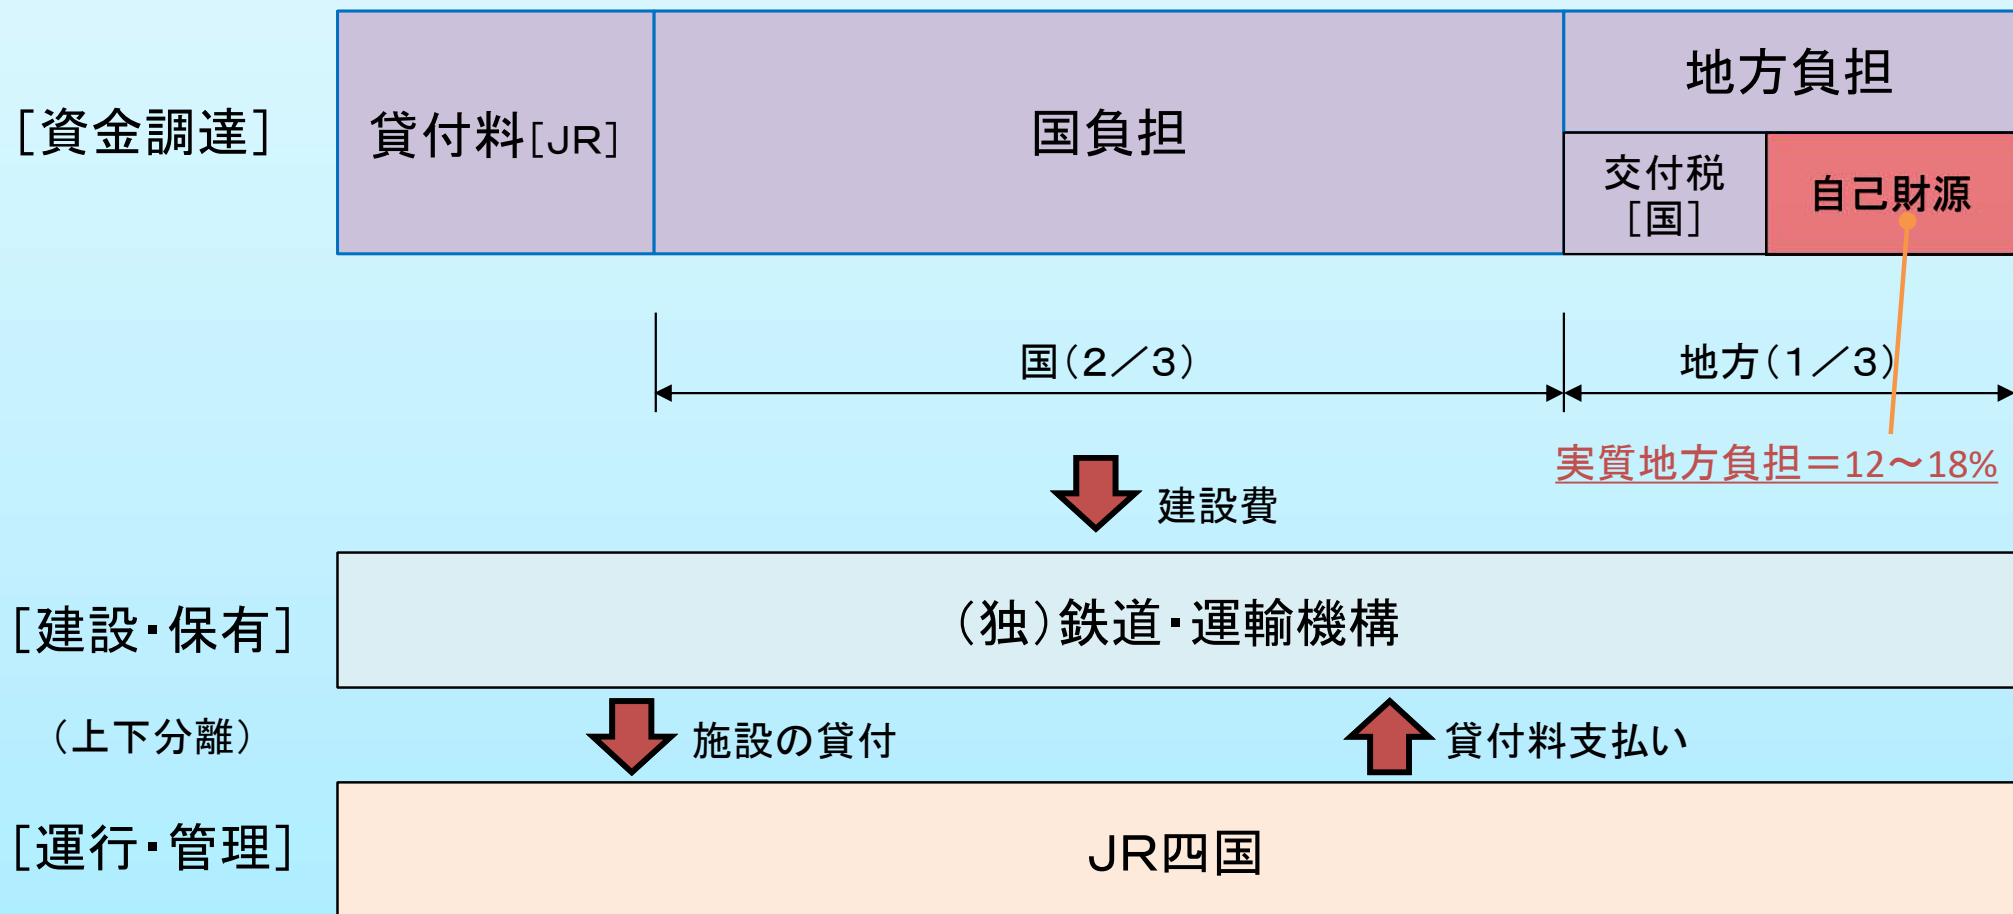 ［資金調達］
貸付料［JR］
国負担
地方負担
交付税
［国］
自己財源
国（２／３）
地方（１／３）
実質地方負担＝12～18%
建設費
［建設・保有］
（独）鉄道・運輸機構
（上下分離）
施設の貸付
貸付料支払い
［運行・管理］
ＪＲ四国